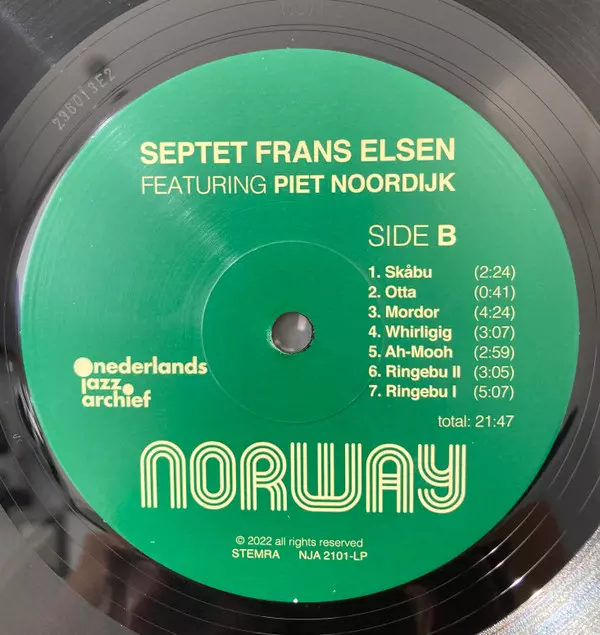 236013E2
SEPTET FRANS ELSEN
FEATURING PIET NOORDIJK
SIDE B
1. Skåbu (2:24)
2. Otta (0:41)
3. Mordor (4:24)
4. Whirligig (3:07)
5. Ah-Mooh (2:59)
6. Ringebu II (3:05)
7. Ringebu I (5:07)
total: 21:47
nederlands
jazz
archief
NORWAY
© 2022 all rights reserved
STEMRA NJA 2101-LP